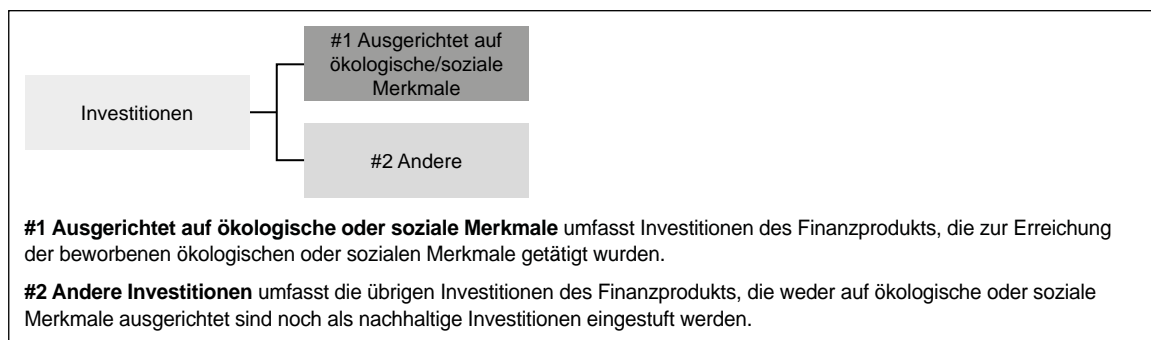 #1 Ausgerichtet auf
ökologische/soziale
Merkmale
Investitionen
#2 Andere
#1 Ausgerichtet auf ökologische oder soziale Merkmale umfasst Investitionen des Finanzprodukts, die zur Erreichung
der beworbenen ökologischen oder sozialen Merkmale getätigt wurden.
#2 Andere Investitionen umfasst die übrigen Investitionen des Finanzprodukts, die weder auf ökologische oder soziale
Merkmale ausgerichtet sind noch als nachhaltige Investitionen eingestuft werden.